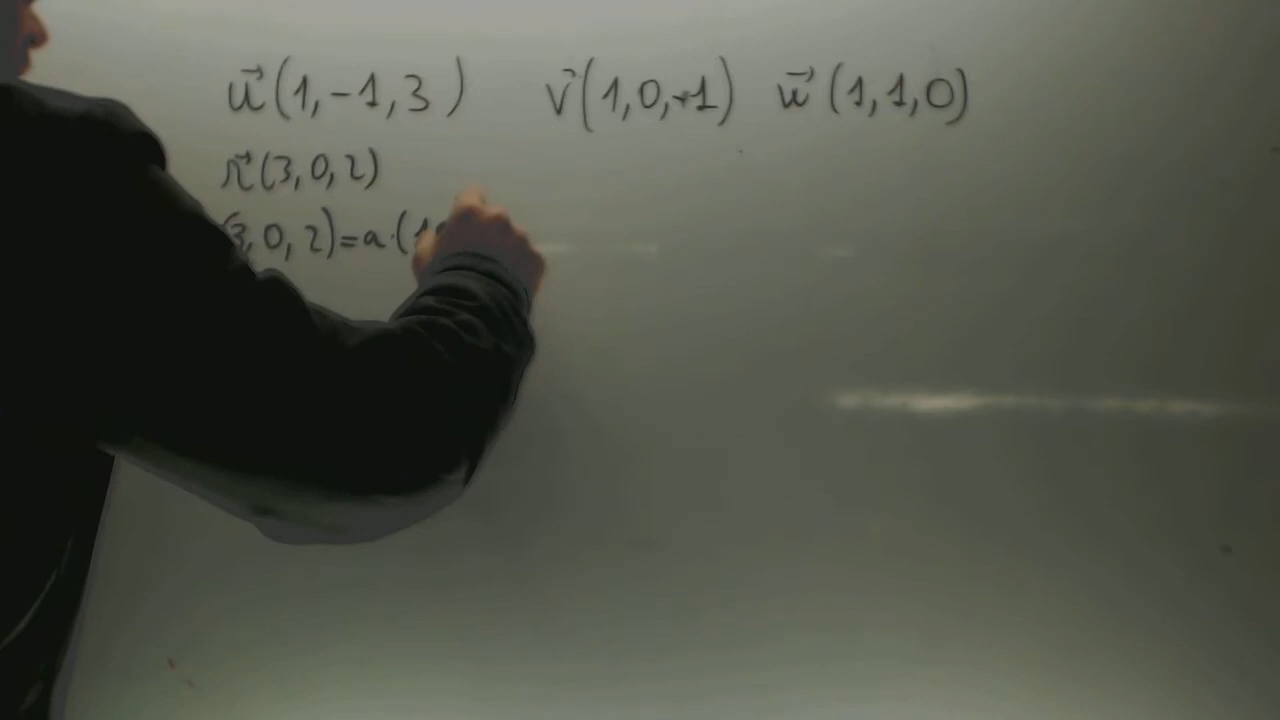 u⃗(1,-1,3) v⃗(1,0,-1) w⃗(1,1,0)
r⃗(3,0,2)
(3,0,2)=a·(1